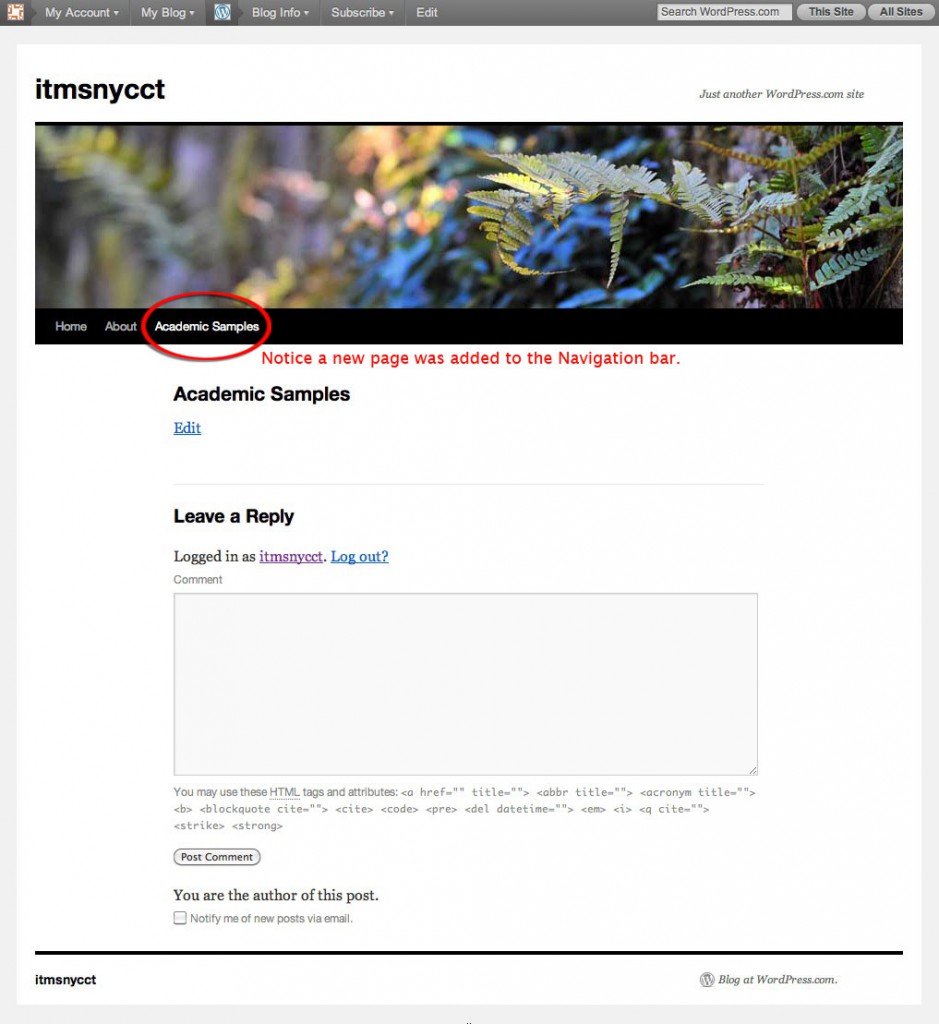 My Account My Blog Blog Info Subscribe Edit Search WordPress.com This Site All Sites
itmsnycct
Just another WordPress.com site
Home About Academic Samples
Notice a new page was added to the Navigation bar.
Academic Samples
Edit
Leave a Reply
Logged in as itmsnycct. Log out?
Comment
You may use these HTML tags and attributes: <a href="" title=""> <abbr title=""> <acronym title="">
<b> <blockquote cite=""> <cite> <code> <pre> <del datetime=""> <em> <i> <q cite="">
<strike> <strong>
Post Comment
You are the author of this post.
Notify me of new posts via email.
itmsnycct
Blog at WordPress.com.